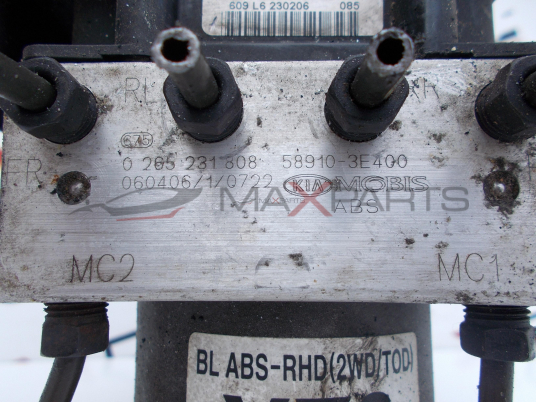 609 L6 230206 085
RL
FR
0 265 231 808 58910-3E400
060406/1/0722 KIA MOBIS
MAXPARTS
ABS
MC2 MC1
BL ABS-RHD(2WD/TOD)